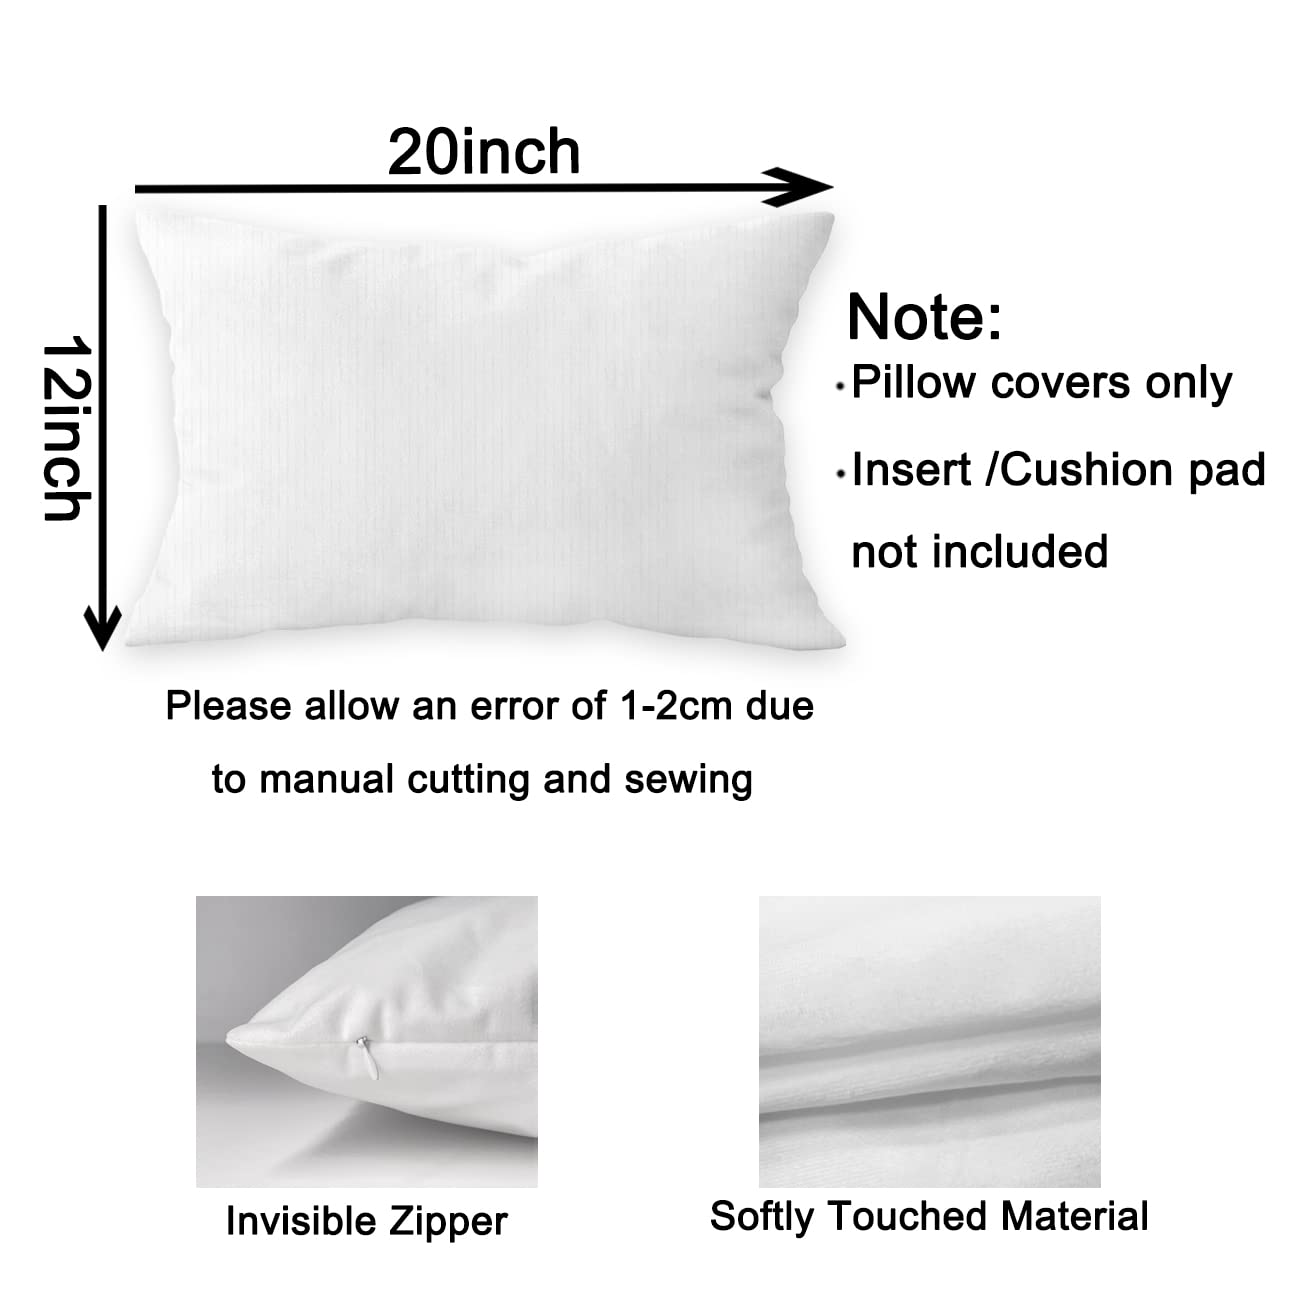 20inch
12inch
Note:
·Pillow covers only
·Insert /Cushion pad
not included
Please allow an error of 1-2cm due
to manual cutting and sewing
Invisible Zipper
Softly Touched Material